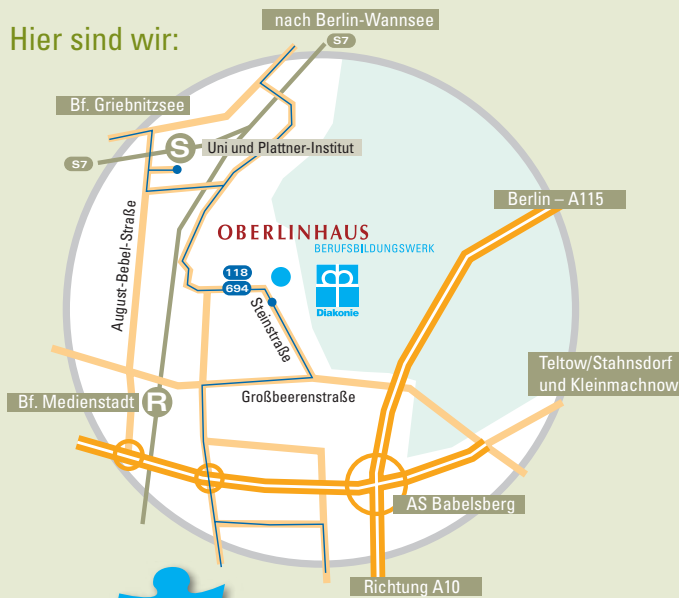 Hier sind wir:
nach Berlin-Wannsee
S7
Bf. Griebnitzsee
S
Uni und Plattner-Institut
S7
Berlin – A115
August-Bebel-Straße
OBERLINHAUS
BERUFSBILDUNGSWERK
118
694
Diakonie
Steinstraße
Teltow/Stahnsdorf
und Kleinmachnow
Großbeerenstraße
Bf. Medienstadt
R
AS Babelsberg
Richtung A10